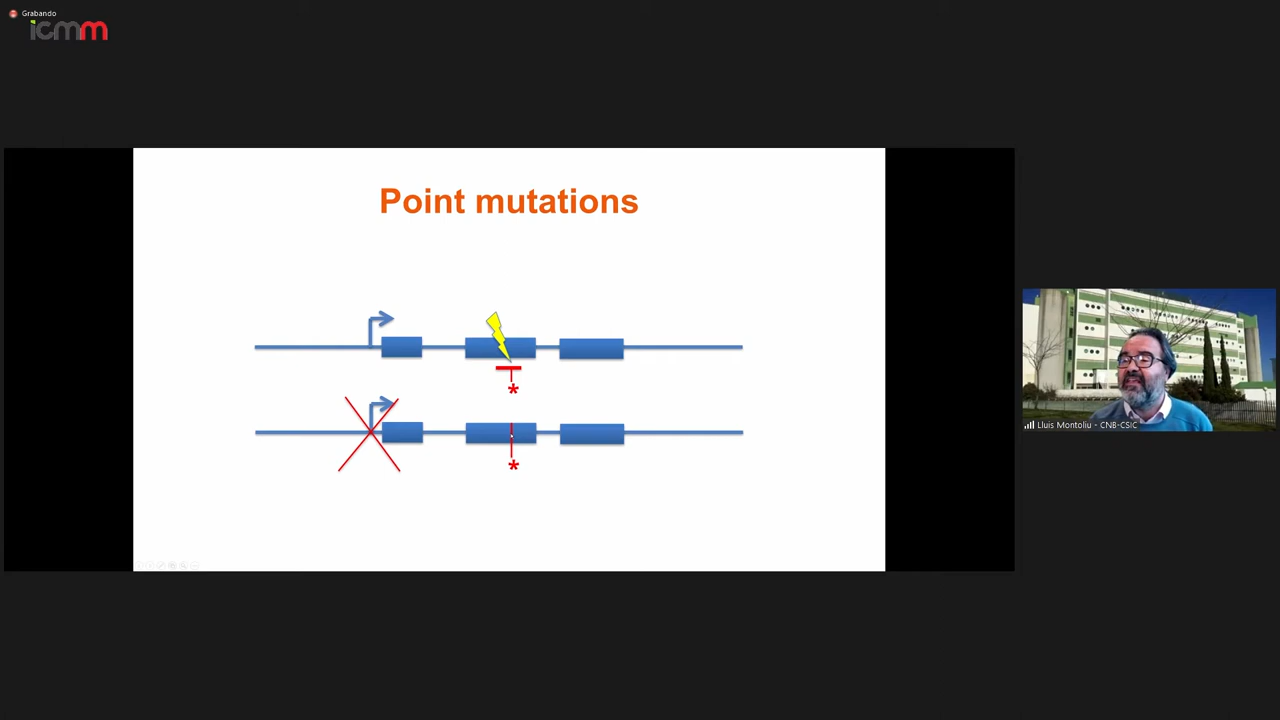 Grabando
icmm
Point mutations
*
*
Lluis Montoliu - CNB-CSIC